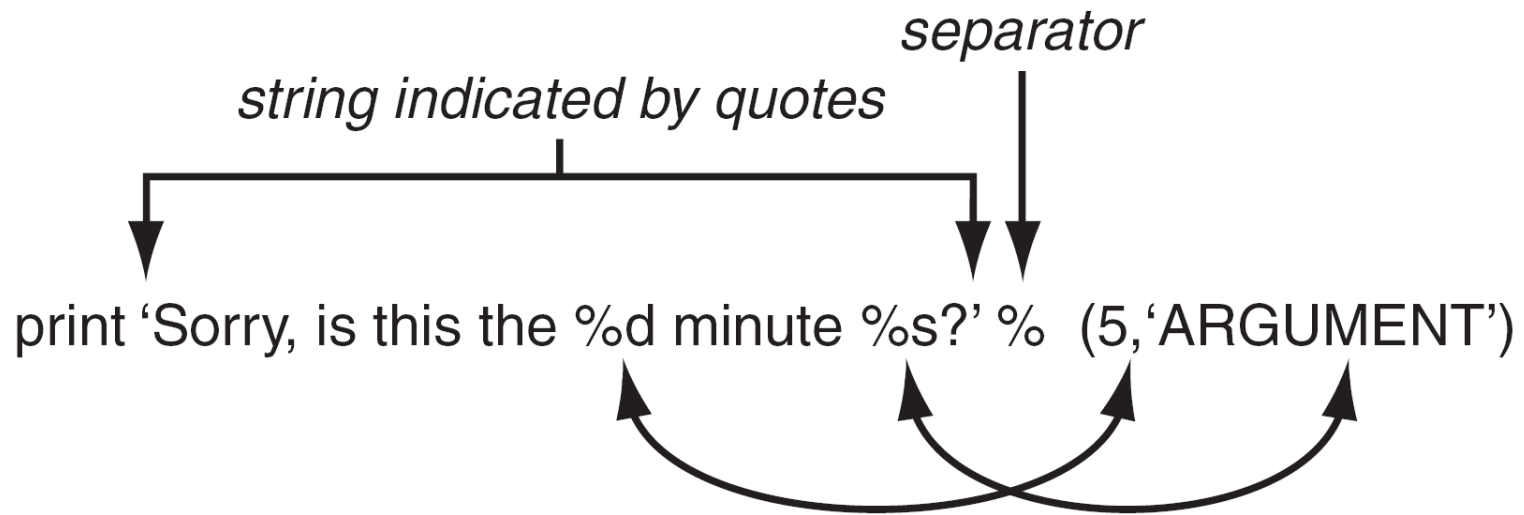 separator
string indicated by quotes
print ‘Sorry, is this the %d minute %s?’ % (5,‘ARGUMENT’)